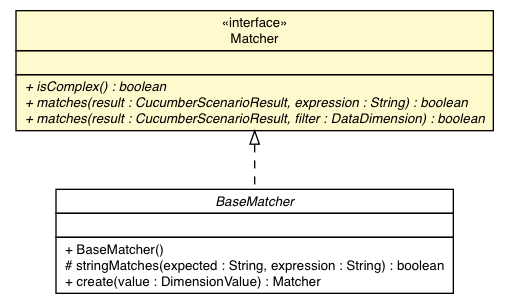 «interface»
Matcher
+ isComplex() : boolean
+ matches(result : CucumberScenarioResult, expression : String) : boolean
+ matches(result : CucumberScenarioResult, filter : DataDimension) : boolean
BaseMatcher
+ BaseMatcher()
# stringMatches(expected : String, expression : String) : boolean
+ create(value : DimensionValue) : Matcher